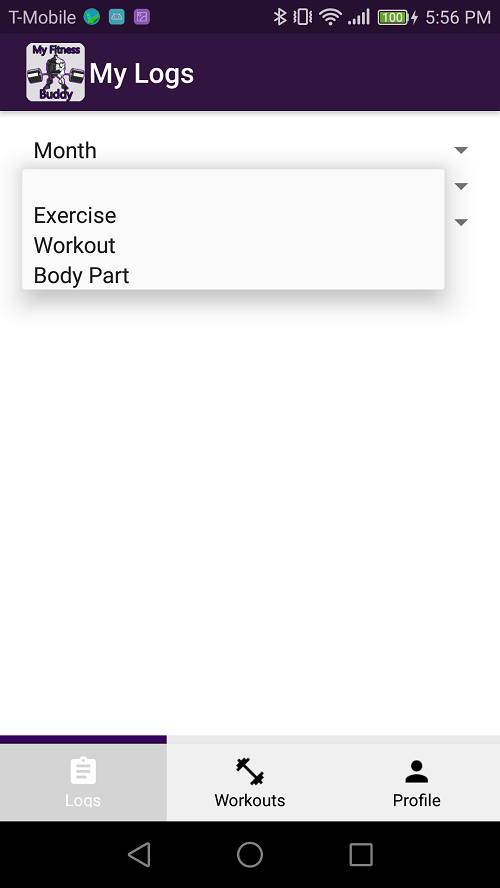 T-Mobile 100 5:56 PM
My Fitness
Buddy
My Logs
Month
Exercise
Workout
Body Part
Logs Workouts Profile